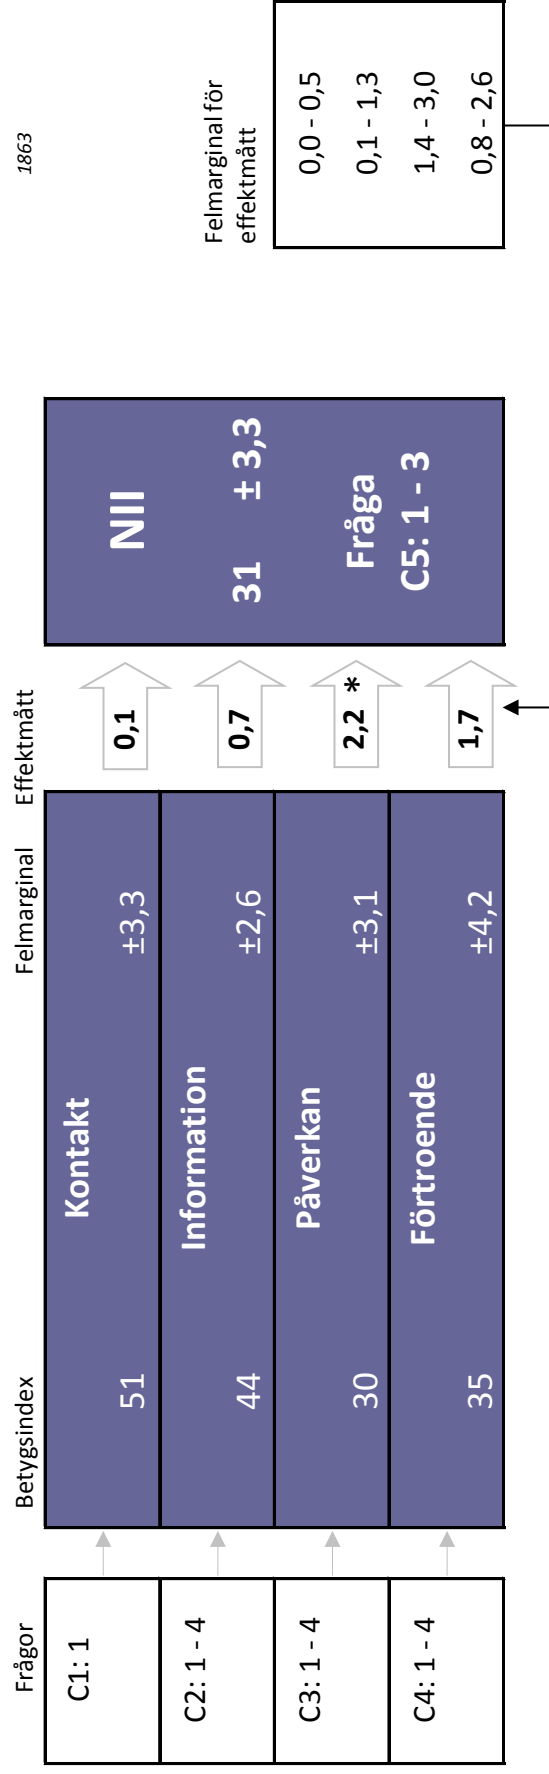 1863
Frågor
Betygsindex
Felmarginal
Effektmått
Felmarginal för
effektmått
C1: 1
Kontakt
51
±3,3
0,1
0,0 - 0,5
C2: 1 - 4
Information
44
±2,6
0,7
0,1 - 1,3
C3: 1 - 4
Påverkan
30
±3,1
2,2 *
1,4 - 3,0
C4: 1 - 4
Förtroende
35
±4,2
1,7
0,8 - 2,6
NII
31 ± 3,3
Fråga
C5: 1 - 3